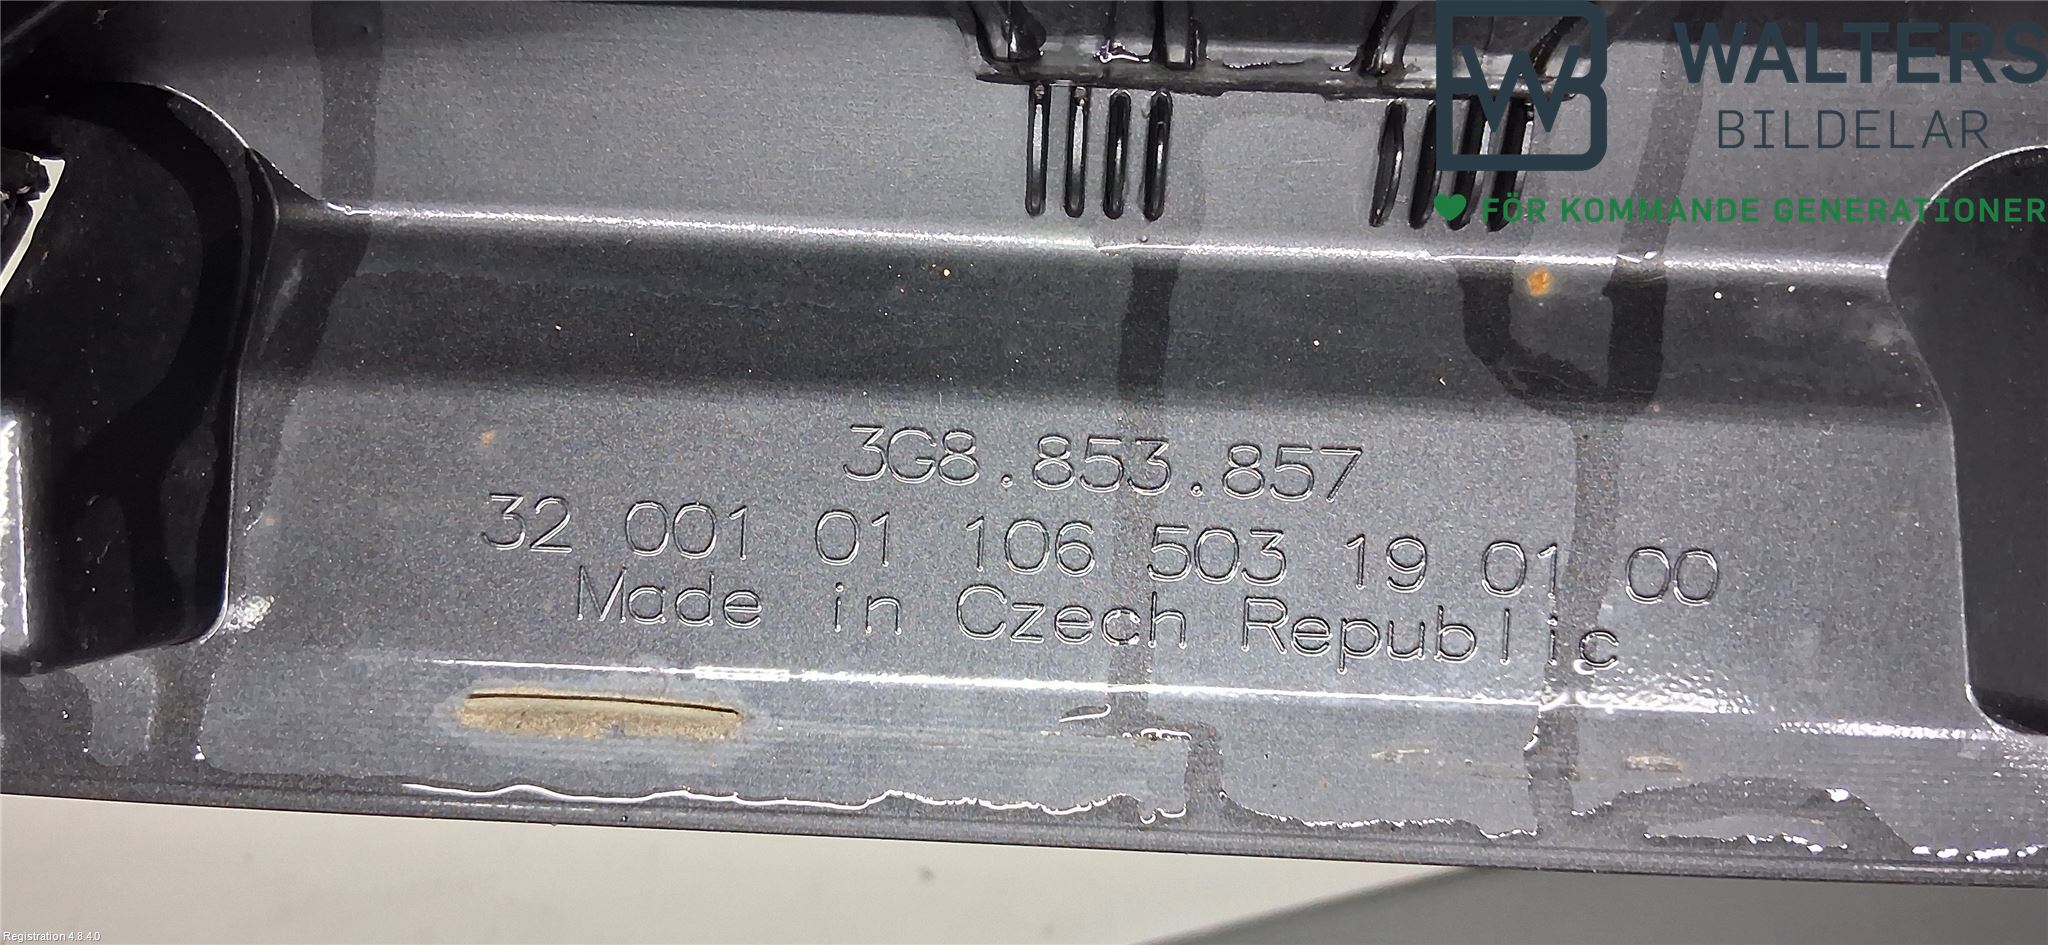 WALTERS
BILDELAR
FÖR KOMMANDE GENERATIONER
3G8.853.857
32 001 01 106 503 19 01 00
Made in Czech Republic
Registration 4.8.4.0